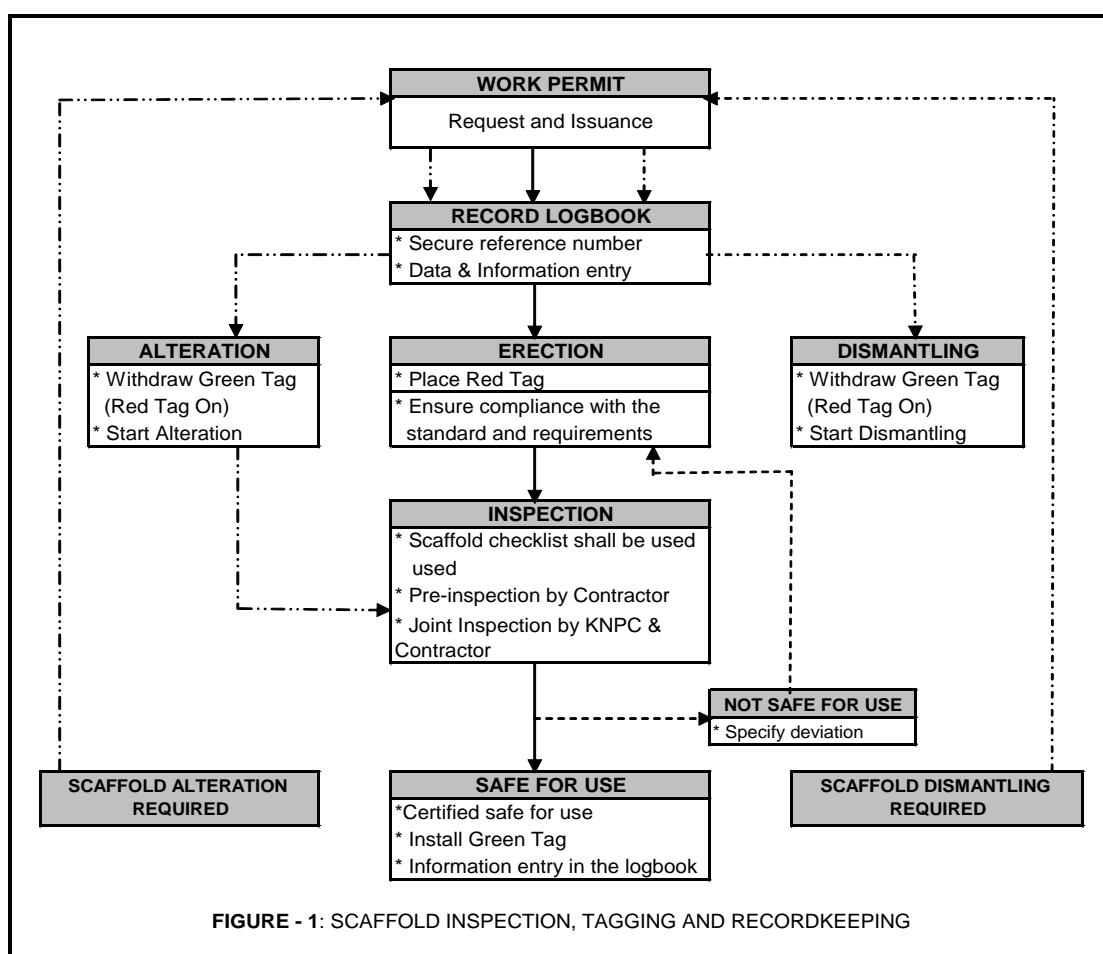 WORK PERMIT
Request and Issuance
RECORD LOGBOOK
* Secure reference number
* Data & Information entry
ALTERATION
* Withdraw Green Tag
(Red Tag On)
* Start Alteration
ERECTION
* Place Red Tag
* Ensure compliance with the
standard and requirements
DISMANTLING
* Withdraw Green Tag
(Red Tag On)
* Start Dismantling
INSPECTION
* Scaffold checklist shall be used
used
* Pre-inspection by Contractor
* Joint Inspection by KNPC &
Contractor
NOT SAFE FOR USE
* Specify deviation
SCAFFOLD ALTERATION
REQUIRED
SAFE FOR USE
*Certified safe for use
* Install Green Tag
* Information entry in the logbook
SCAFFOLD DISMANTLING
REQUIRED
FIGURE - 1: SCAFFOLD INSPECTION, TAGGING AND RECORDKEEPING